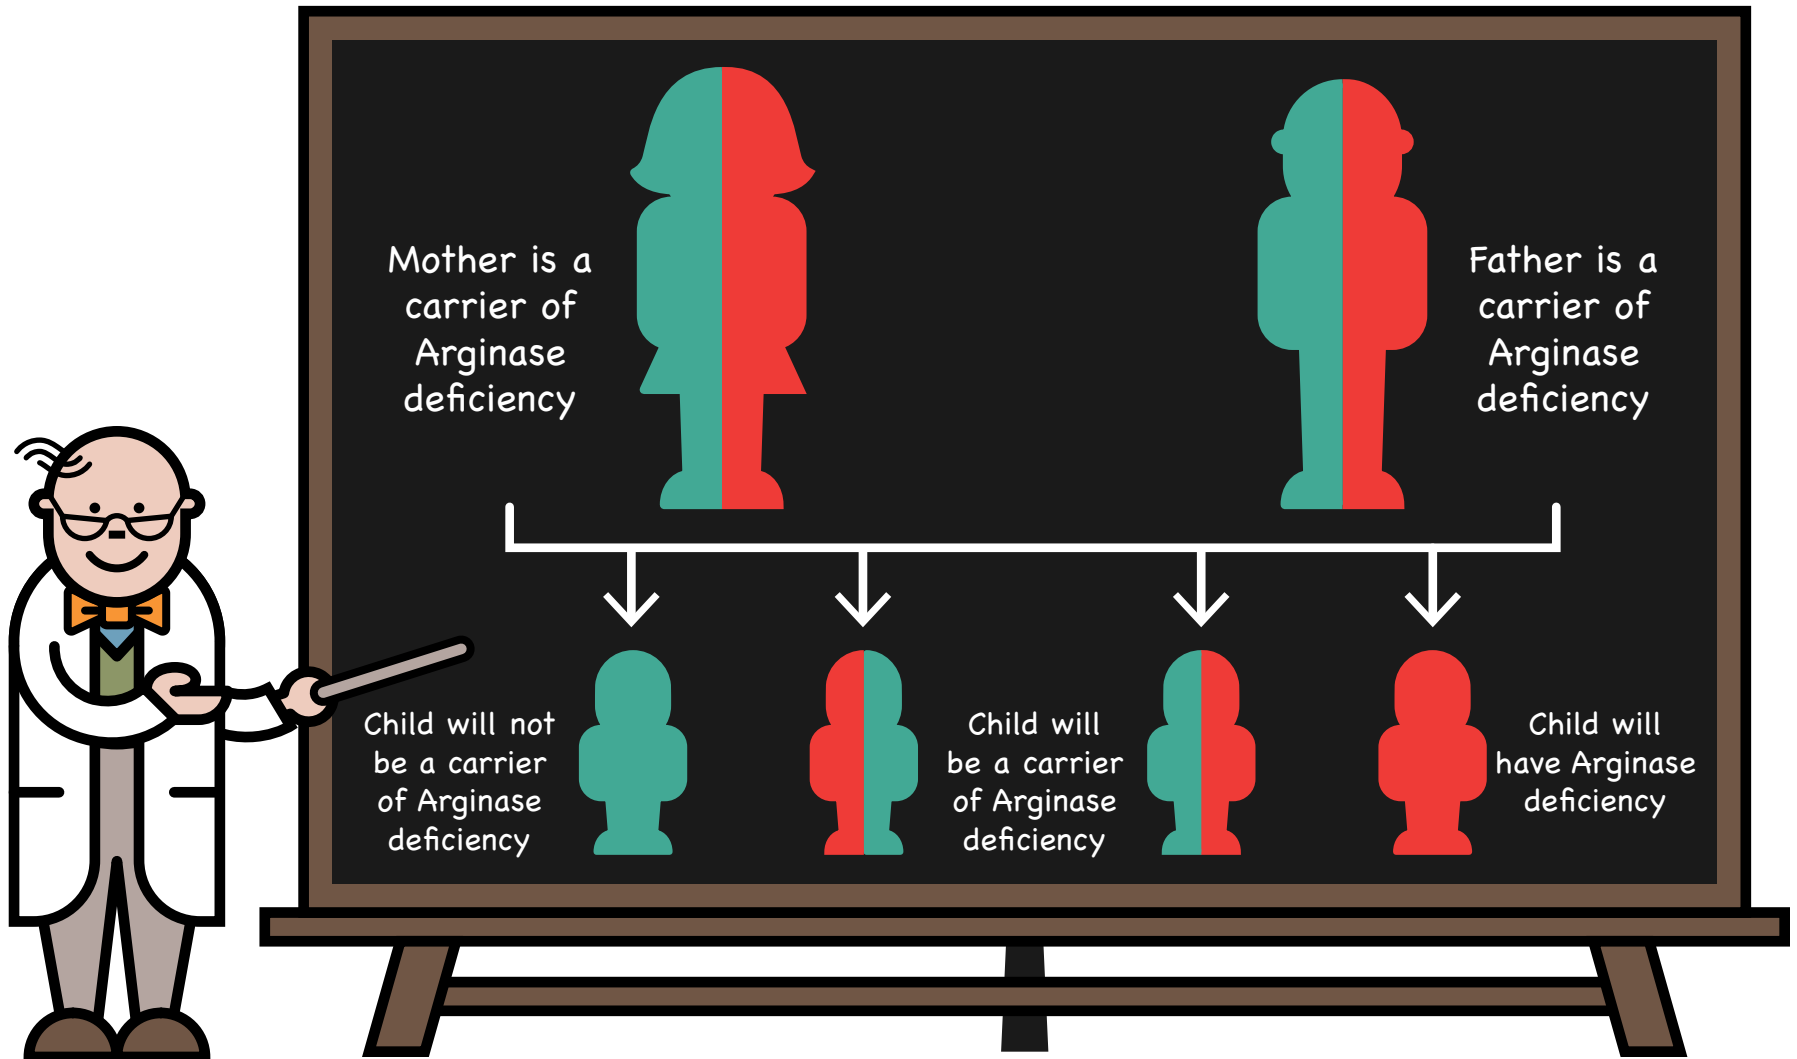 Mother is a
carrier of
Arginase
deficiency
Father is a
carrier of
Arginase
deficiency
Child will not
be a carrier
of Arginase
deficiency
Child will
be a carrier
of Arginase
deficiency
Child will
have Arginase
deficiency